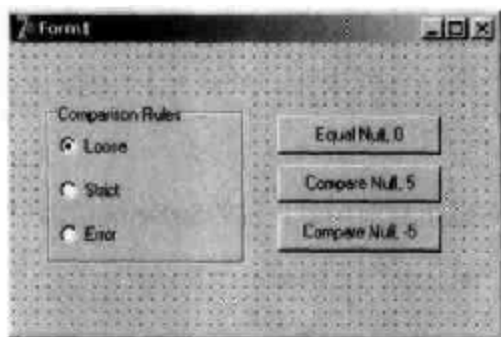 Form1
Comparison Rules
Loose
Strict
Error
Equal Null, 0
Compare Null, 5
Compare Null, -5